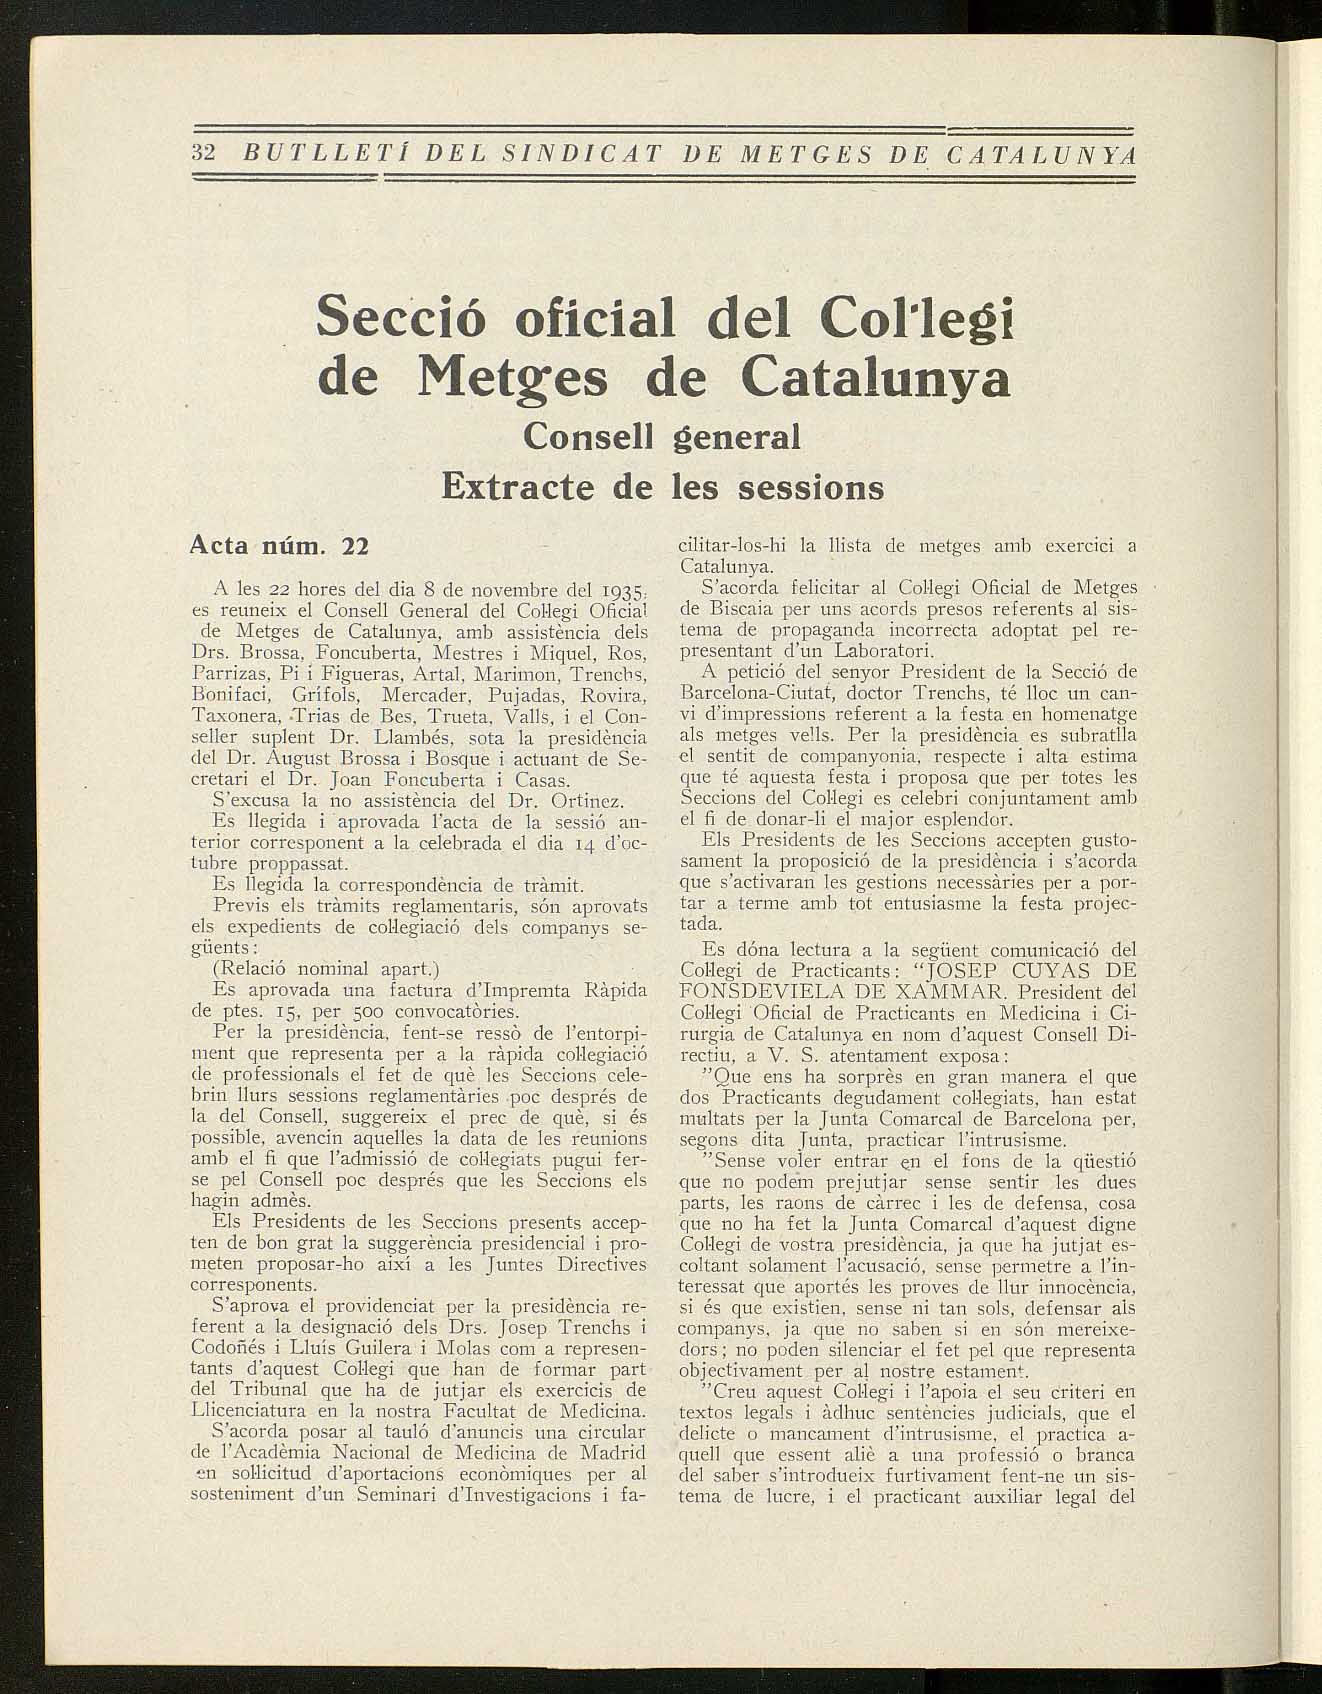 32 BUTLLETÍ DEL SINDICAT DE METGES DE CATALUNYA
Secció oficial del Col·legi
de Metges de Catalunya
Consell general
Extracte de les sessions
Acta núm. 22
A les 22 hores del dia 8 de novembre del 1935,
es reuneix el Consell General del Col·legi Oficial
de Metges de Catalunya, amb assistència dels
Drs. Brossa, Foncuberta, Mestres i Miquel, Ros,
Parrizas, Pi i Figueras, Artal, Marimon, Trenchs,
Bonifaci, Grífols, Mercader, Pujadas, Rovira,
Taxonera, Trias de Bes, Trueta, Valls, i el Con-
seller suplent Dr. Llambés, sota la presidència
del Dr. August Brossa i Bosque i actuant de Se-
cretari el Dr. Joan Foncuberta i Casas.
S'excusa la no assistència del Dr. Ortinez.
Es llegida i aprovada l'acta de la sessió an-
terior corresponent a la celebrada el dia 14 d'oc-
tubre proppassat.
Es llegida la correspondència de tràmit.
Previs els tràmits reglamentaris, són aprovats
els expedients de col·legiació dels companys se-
güents:
(Relació nominal apart.)
Es aprovada una factura d'Impremta Ràpida
de ptes. 15, per 500 convocatòries.
Per la presidència, fent-se ressò de l'entorpi-
ment que representa per a la ràpida col·legiació
de professionals el fet de què les Seccions cele-
brin llurs sessions reglamentàries poc després de
la del Consell, suggereix el prec de què, si és
possible, avencin aquelles la data de les reunions
amb el fi que l'admissió de col·legiats pugui fer-
se pel Consell poc després que les Seccions els
hagin admès.
Els Presidents de les Seccions presents accep-
ten de bon grat la suggerència presidencial i pro-
meten proposar-ho així a les Juntes Directives
corresponents.
S'aprova el providenciat per la presidència re-
ferent a la designació dels Drs. Josep Trenchs i
Codoñés i Lluís Guilera i Molas com a represen-
tants d'aquest Col·legi que han de formar part
del Tribunal que ha de jutjar els exercicis de
Llicenciatura en la nostra Facultat de Medicina.
S'acorda posar al tauló d'anuncis una circular
de l'Acadèmia Nacional de Medicina de Madrid
en sol·licitud d'aportacions econòmiques per al
sosteniment d'un Seminari d'Investigacions i fa-
cilitar-los-hi la llista de metges amb exercici a
Catalunya.
S'acorda felicitar al Col·legi Oficial de Metges
de Biscaia per uns acords presos referents al sis-
tema de propaganda incorrecta adoptat pel re-
presentant d'un Laboratori.
A petició del senyor President de la Secció de
Barcelona-Ciutat, doctor Trenchs, té lloc un can-
vi d'impressions referent a la festa en homenatge
als metges vells. Per la presidència es subratlla
el sentit de companyonia, respecte i alta estima
que té aquesta festa i proposa que per totes les
Seccions del Col·legi es celebri conjuntament amb
el fi de donar-li el major esplendor.
Els Presidents de les Seccions accepten gusto-
sament la proposició de la presidència i s'acorda
que s'activaran les gestions necessàries per a por-
tar a terme amb tot entusiasme la festa projec-
tada.
Es dóna lectura a la següent comunicació del
Col·legi de Practicants: "JOSEP CUYAS DE
FONSDEVIELA DE XAMMAR. President del
Col·legi Oficial de Practicants en Medicina i Ci-
rurgia de Catalunya en nom d'aquest Consell Di-
rectiu, a V. S. atentament exposa:
"Que ens ha sorprès en gran manera el que
dos Practicants degudament col·legiats, han estat
multats per la Junta Comarcal de Barcelona per,
segons dita Junta, practicar l'intrusisme.
"Sense voler entrar en el fons de la qüestió
que no podem prejutjar sense sentir les dues
parts, les raons de càrrec i les de defensa, cosa
que no ha fet la Junta Comarcal d'aquest digne
Col·legi de vostra presidència, ja que ha jutjat es-
coltant solament l'acusació, sense permetre a l'in-
teressat que aportés les proves de llur innocència,
si és que existien, sense ni tan sols, defensar als
companys, ja que no saben si en són mereixe-
dors; no poden silenciar el fet pel que representa
objectivament per al nostre estament.
"Creu aquest Col·legi i l'apoia el seu criteri en
textos legals i àdhuc sentències judicials, que el
delicte o mancament d'intrusisme, el practica a-
quell que essent aliè a una professió o branca
del saber s'introdueix furtivament fent-ne un sis-
tema de lucre, i el practicant auxiliar legal del